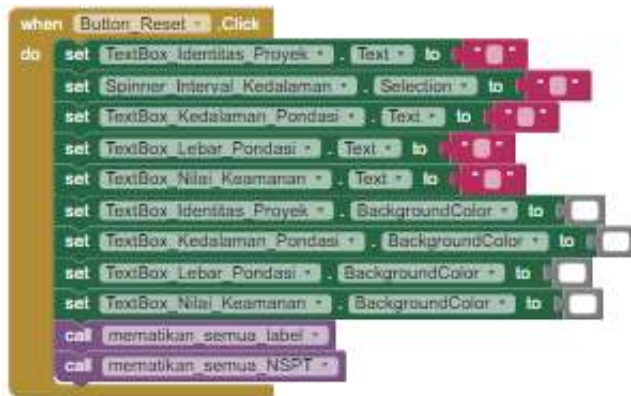 when Button_Reset .Click
do set TextBox_Identitas_Proyek . Text to " "
set Spinner_Interval_Kedalaman . Selection to " "
set TextBox_Kedalaman_Pondasi . Text to " "
set TextBox_Lebar_Pondasi . Text to " "
set TextBox_Nilai_Keamanan . Text to " "
set TextBox_Identitas_Proyek . BackgroundColor to
set TextBox_Kedalaman_Pondasi . BackgroundColor to
set TextBox_Lebar_Pondasi . BackgroundColor to
set TextBox_Nilai_Keamanan . BackgroundColor to
call mematikan_semua_label
call mematikan_semua_NSPT